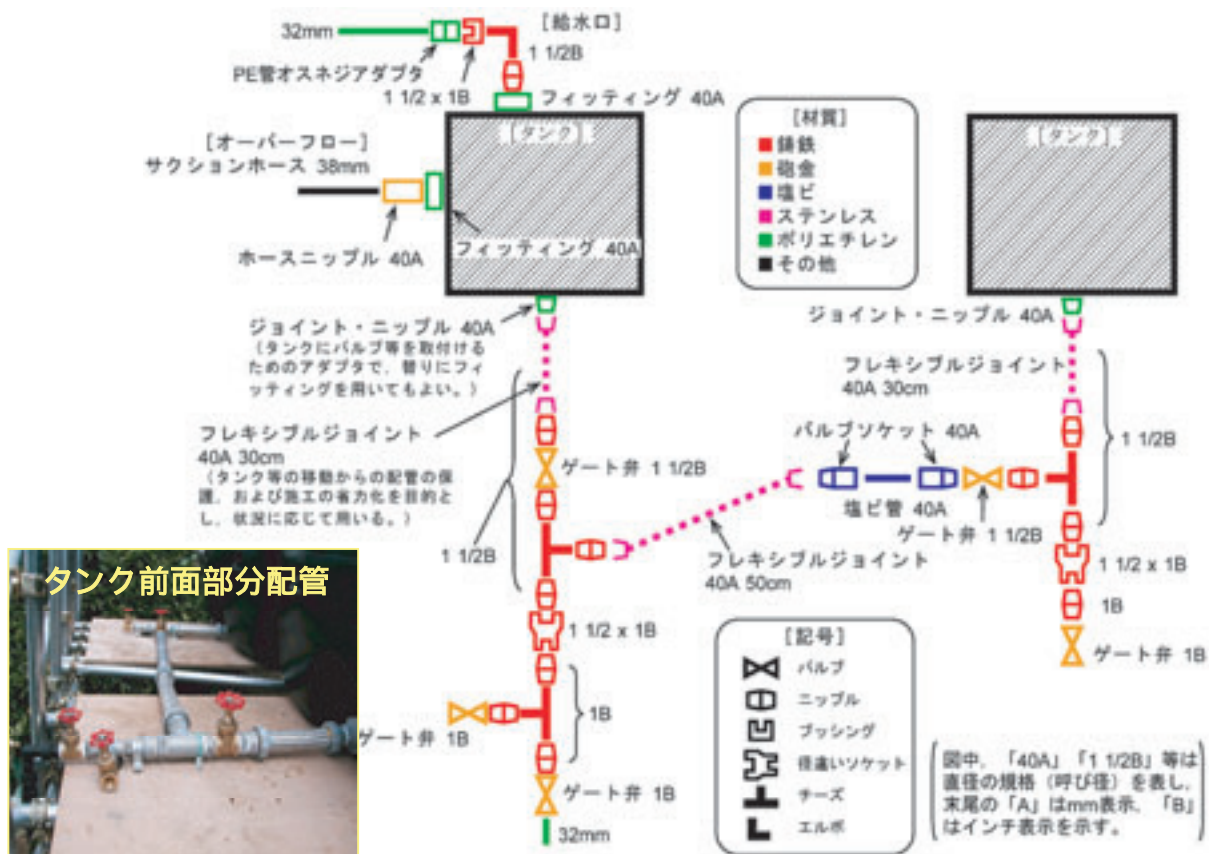 32mm
[給水口]
1 1/2B
PE管オスネジアダプタ
1 1/2 x 1B
フィッティング 40A
[タンク]
[オーバーフロー]
サクションホース 38mm
ホースニップル 40A
フィッティング 40A
[材質]
鋳鉄
砲金
塩ビ
ステンレス
ポリエチレン
その他
[タンク]
ジョイント・ニップル 40A
(タンクにバルブ等を取付ける
ためのアダプタで、替りにフィ
ッティングを用いてもよい。)
フレキシブルジョイント
40A 30cm
(タンク等の移動からの配管の保
護、および施工の省力化を目的と
し、状況に応じて用いる。)
ゲート弁 1 1/2B
1 1/2B
1 1/2 x 1B
1B
ゲート弁 1B
ゲート弁 1B
32mm
フレキシブルジョイント
40A 50cm
バルブソケット 40A
塩ビ管 40A
ゲート弁 1 1/2B
ジョイント・ニップル 40A
フレキシブルジョイント
40A 30cm
1 1/2B
1 1/2 x 1B
1B
ゲート弁 1B
タンク前面部分配管
[記号]
バルブ
ニップル
ブッシング
径違いソケット
チーズ
エルボ
図中、「40A」「1 1/2B」等は
直径の規格(呼び径)を表し、
末尾の「A」はmm表示、「B」
はインチ表示を示す。